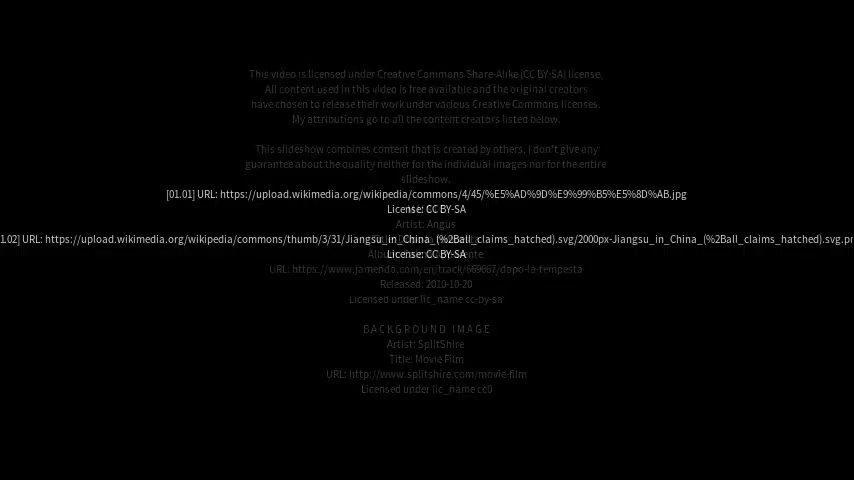 This video is licensed under Creative Commons Share-Alike (CC BY-SA) license.
All content used in this video is free available and the original creators
have chosen to release their work under various Creative Commons licenses.
My attributions go to all the content creators listed below.
This slideshow combines content that is created by others. I don't give any
guarantee about the quality neither for the individual images nor for the entire
slideshow.
[01.01] URL: https://upload.wikimedia.org/wikipedia/commons/4/45/%E5%AD%9D%E9%99%B5%E5%8D%AB.jpg
License: CC BY-SA
Artist: Angus
1.02] URL: https://upload.wikimedia.org/wikipedia/commons/thumb/3/31/Jiangsu_in_China_(%2Ball_claims_hatched).svg/2000px-Jiangsu_in_China_(%2Ball_claims_hatched).svg.pn
License: CC BY-SA
URL: https://www.jamendo.com/en/track/669667/dopo-la-tempesta
Released: 2010-10-20
Licensed under lic_name cc-by-sa
BACKGROUND IMAGE
Artist: SplitShire
Title: Movie Film
URL: http://www.splitshire.com/movie-film
Licensed under lic_name cc0